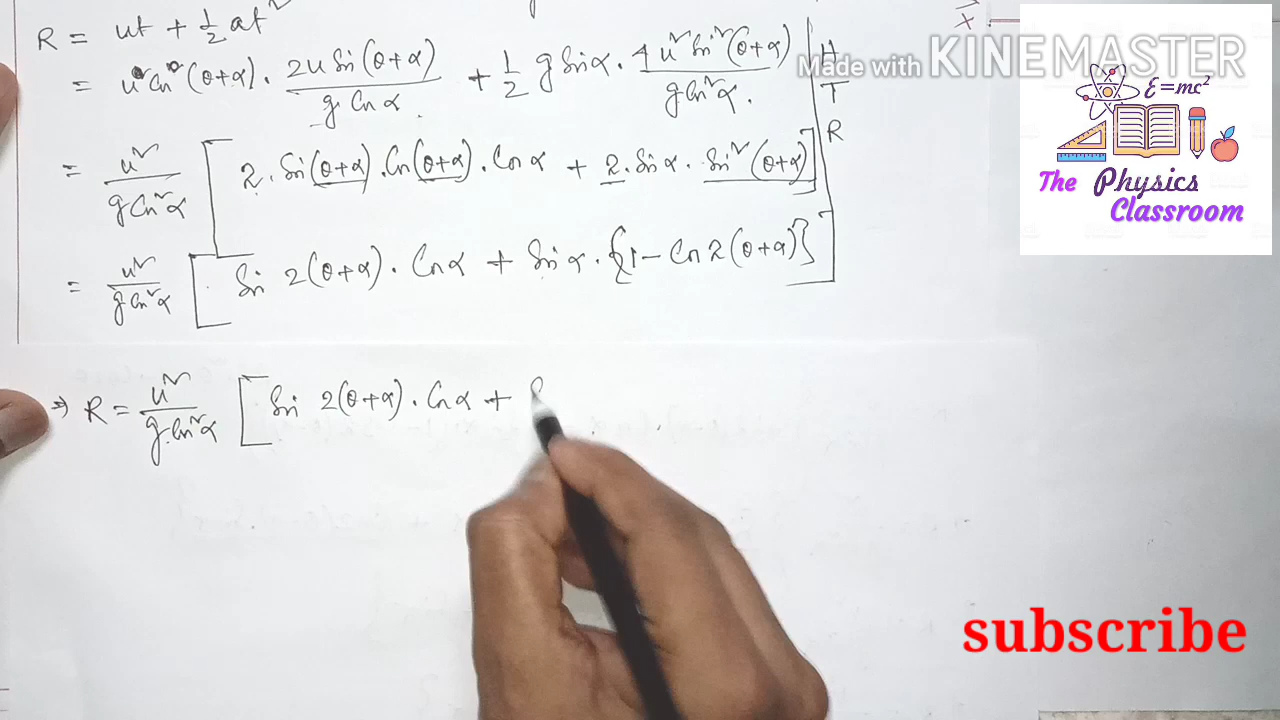 R = ut + 1/2 at²
= u cos (θ+α) · 2u sin(θ+α) / g cos α + 1/2 g sin α · 4u² sin²(θ+α) / g cos² α .
= u² / g cos² α [ 2 · sin(θ+α) · cos(θ+α) · cos α + 2 · sin α · sin² (θ+α) ]
= u² / g cos² α [ sin 2(θ+α) · cos α + sin α · {1 − cos 2(θ+α)} ]
⇒ R = u² / g cos² α [ sin 2(θ+α) · cos α +
H
T
R
Made with KINEMASTER
E=mc²
The Physics
Classroom
subscribe